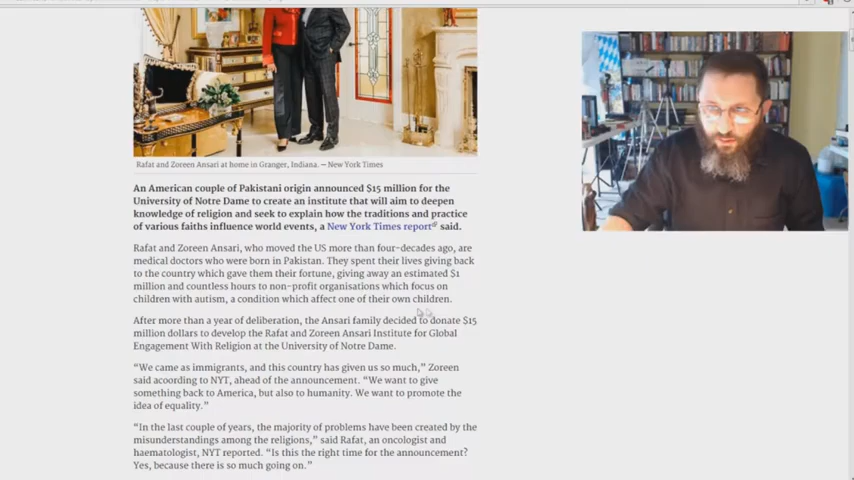 Rafat and Zoreen Ansari at home in Granger, Indiana. — New York Times
An American couple of Pakistani origin announced $15 million for the
University of Notre Dame to create an institute that will aim to deepen
knowledge of religion and seek to explain how the traditions and practice
of various faiths influence world events, a New York Times report said.
Rafat and Zoreen Ansari, who moved the US more than four-decades ago, are
medical doctors who were born in Pakistan. They spent their lives giving back
to the country which gave them their fortune, giving away an estimated $1
million and countless hours to non-profit organisations which focus on
children with autism, a condition which affect one of their own children.
After more than a year of deliberation, the Ansari family decided to donate $15
million dollars to develop the Rafat and Zoreen Ansari Institute for Global
Engagement With Religion at the University of Notre Dame.
“We came as immigrants, and this country has given us so much,” Zoreen
said acoording to NYT, ahead of the announcement. “We want to give
something back to America, but also to humanity. We want to promote the
idea of equality.”
“In the last couple of years, the majority of problems have been created by the
misunderstandings among the religions,” said Rafat, an oncologist and
haematologist, NYT reported. “Is this the right time for the announcement?
Yes, because there is so much going on.”